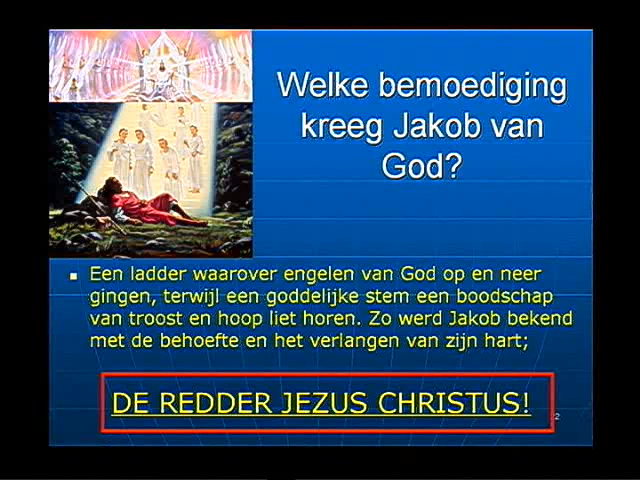 Welke bemoediging
kreeg Jakob van
God?
Een ladder waarover engelen van God op en neer
gingen, terwijl een goddelijke stem een boodschap
van troost en hoop liet horen. Zo werd Jakob bekend
met de behoefte en het verlangen van zijn hart;
DE REDDER JEZUS CHRISTUS!
2